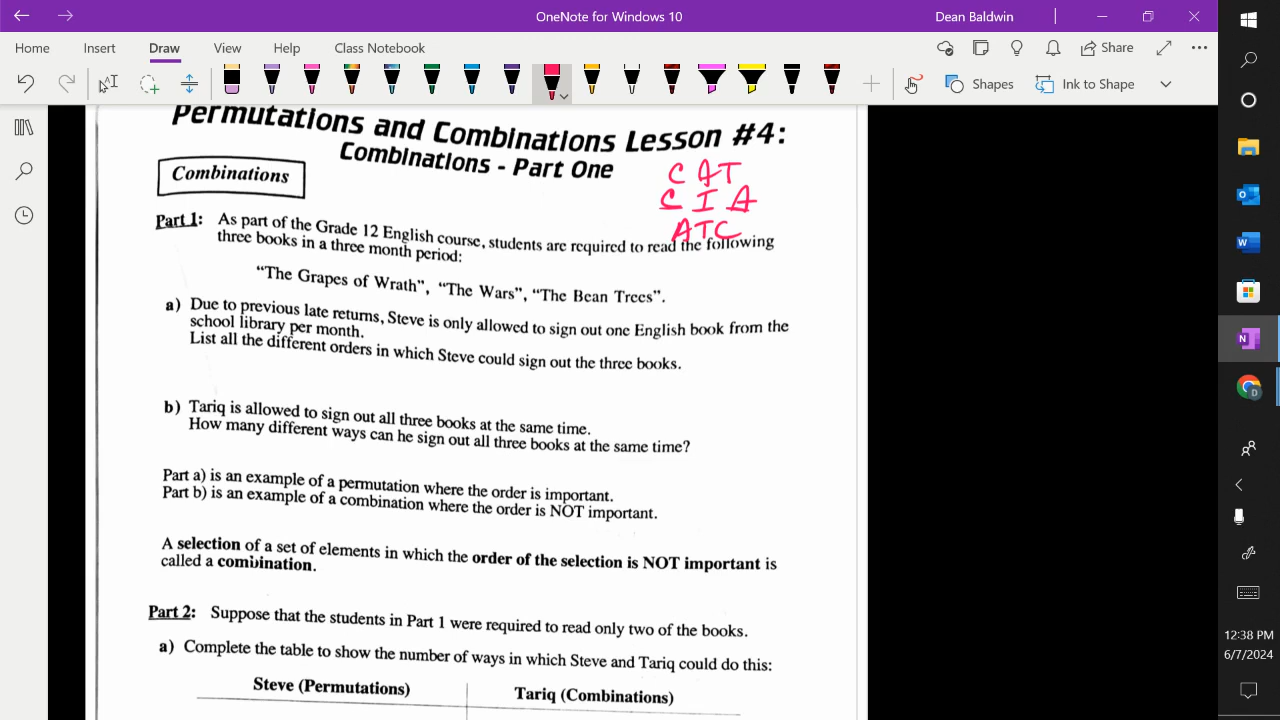 OneNote for Windows 10
Dean Baldwin
Home
Insert
Draw
View
Help
Class Notebook
Share
Shapes
Ink to Shape
Permutations and Combinations Lesson #4:
Combinations - Part One
Combinations
C A T
C I A
A T C
Part 1: As part of the Grade 12 English course, students are required to read the following
three books in a three month period:
“The Grapes of Wrath”, “The Wars”, “The Bean Trees”.
a) Due to previous late returns, Steve is only allowed to sign out one English book from the
school library per month.
List all the different orders in which Steve could sign out the three books.
b) Tariq is allowed to sign out all three books at the same time.
How many different ways can he sign out all three books at the same time?
Part a) is an example of a permutation where the order is important.
Part b) is an example of a combination where the order is NOT important.
A selection of a set of elements in which the order of the selection is NOT important is
called a combination.
Part 2: Suppose that the students in Part 1 were required to read only two of the books.
a) Complete the table to show the number of ways in which Steve and Tariq could do this:
Steve (Permutations)
Tariq (Combinations)
12:38 PM
6/7/2024